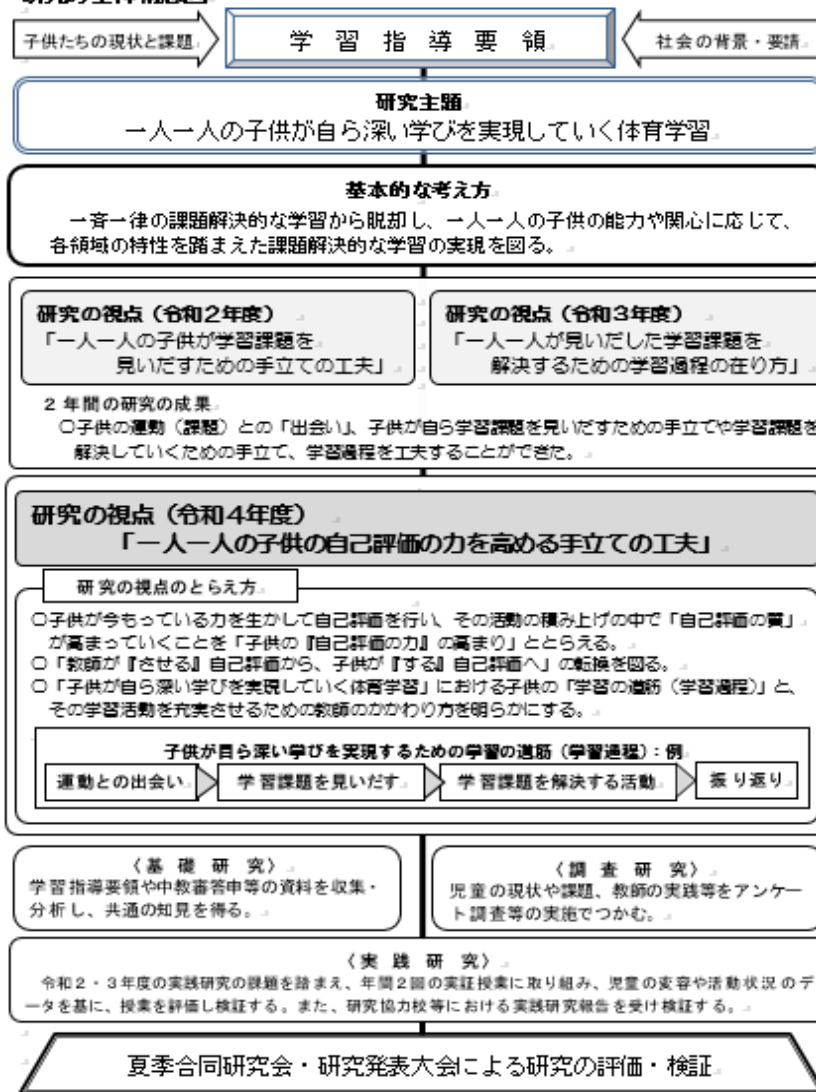 研究の全体構想図
子供たちの現状と課題
学習指導要領
社会の背景・要請
研究主題
一人一人の子供が自ら深い学びを実現していく体育学習
基本的な考え方
一斉一律の課題解決的な学習から脱却し、一人一人の子供の能力や関心に応じて、
各領域の特性を踏まえた課題解決的な学習の実現を図る。
研究の視点（令和２年度）
「一人一人の子供が学習課題を
見いだすための手立ての工夫」
研究の視点（令和３年度）
「一人一人が見いだした学習課題を
解決するための学習過程の在り方」
２年間の研究の成果
○子供の運動（課題）との「出会い」、子供が自ら学習課題を見いだすための手立てや学習課題を
解決していくための手立て、学習過程を工夫することができた。
研究の視点（令和４年度）
「一人一人の子供の自己評価の力を高める手立ての工夫」
研究の視点のとらえ方
○子供が今もっている力を生かして自己評価を行い、その活動の積み上げの中で「自己評価の質」
が高まっていくことを「子供の『自己評価の力』の高まり」ととらえる。
○「教師が『させる』自己評価から、子供が『する』自己評価へ」の転換を図る。
○「子供が自ら深い学びを実現していく体育学習」における子供の「学習の道筋（学習過程）」と、
その学習活動を充実させるための教師のかかわり方を明らかにする。
子供が自ら深い学びを実現するための学習の道筋（学習過程）：例
運動との出会い
学習課題を見いだす
学習課題を解決する活動
振り返り
〈基礎研究〉
学習指導要領や中教審答申等の資料を収集・
分析し、共通の知見を得る。
〈調査研究〉
児童の現状や課題、教師の実践等をアンケー
ト調査等の実施でつかむ。
〈実践研究〉
令和２・３年度の実践研究の課題を踏まえ、年間２回の実証授業に取り組み、児童の変容や活動状況のデ
ータを基に、授業を評価し検証する。また、研究協力校等における実践研究報告を受け検証する。
夏季合同研究会・研究発表大会による研究の評価・検証